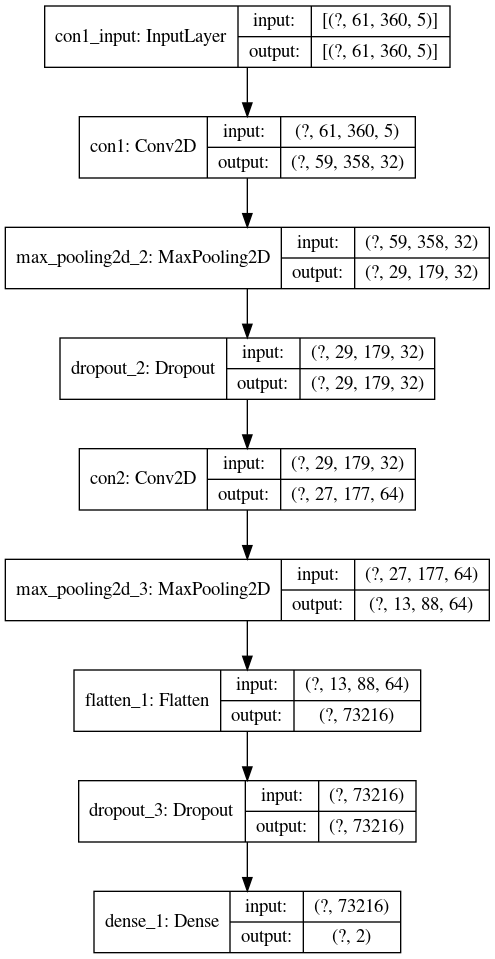 con1_input: InputLayer
input:
[(?, 61, 360, 5)]
output:
[(?, 61, 360, 5)]
con1: Conv2D
input:
(?, 61, 360, 5)
output:
(?, 59, 358, 32)
max_pooling2d_2: MaxPooling2D
input:
(?, 59, 358, 32)
output:
(?, 29, 179, 32)
dropout_2: Dropout
input:
(?, 29, 179, 32)
output:
(?, 29, 179, 32)
con2: Conv2D
input:
(?, 29, 179, 32)
output:
(?, 27, 177, 64)
max_pooling2d_3: MaxPooling2D
input:
(?, 27, 177, 64)
output:
(?, 13, 88, 64)
flatten_1: Flatten
input:
(?, 13, 88, 64)
output:
(?, 73216)
dropout_3: Dropout
input:
(?, 73216)
output:
(?, 73216)
dense_1: Dense
input:
(?, 73216)
output:
(?, 2)